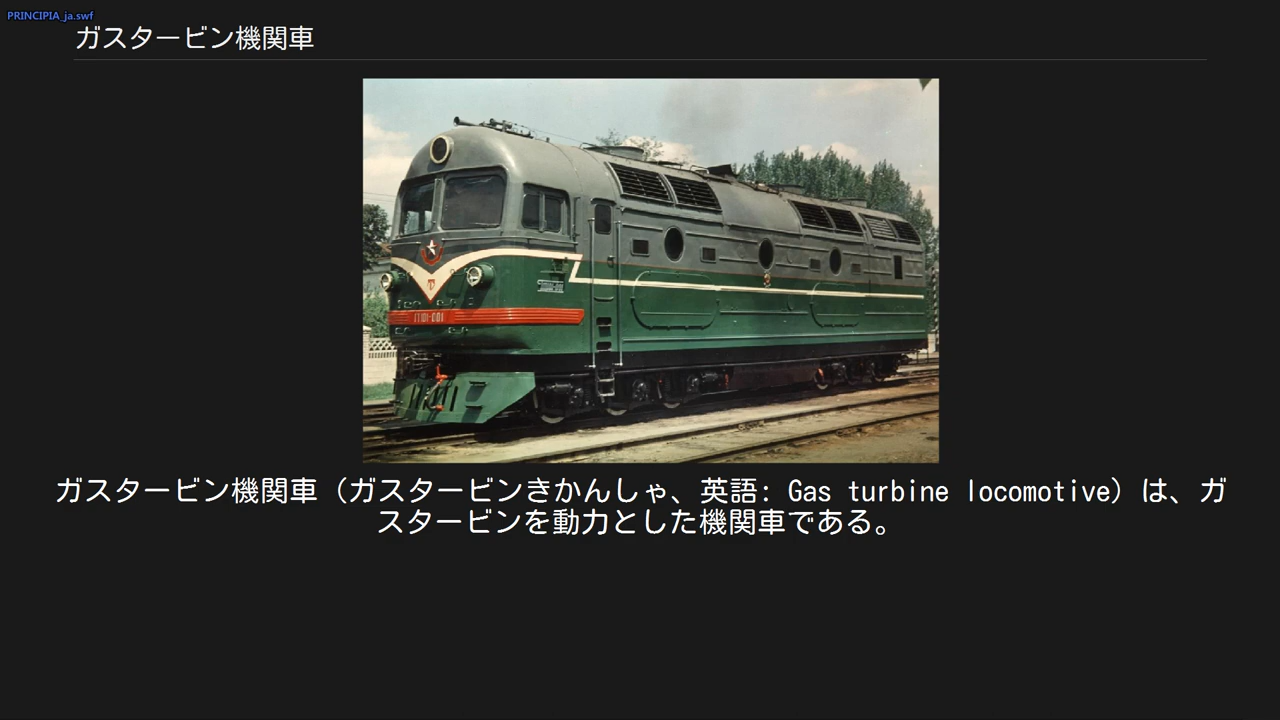 PRINCIPIA_ja.swf
ガスタービン機関車
ГТ101-001
ガスタービン機関車（ガスタービンきかんしゃ、英語: Gas turbine locomotive）は、ガ
スタービンを動力とした機関車である。